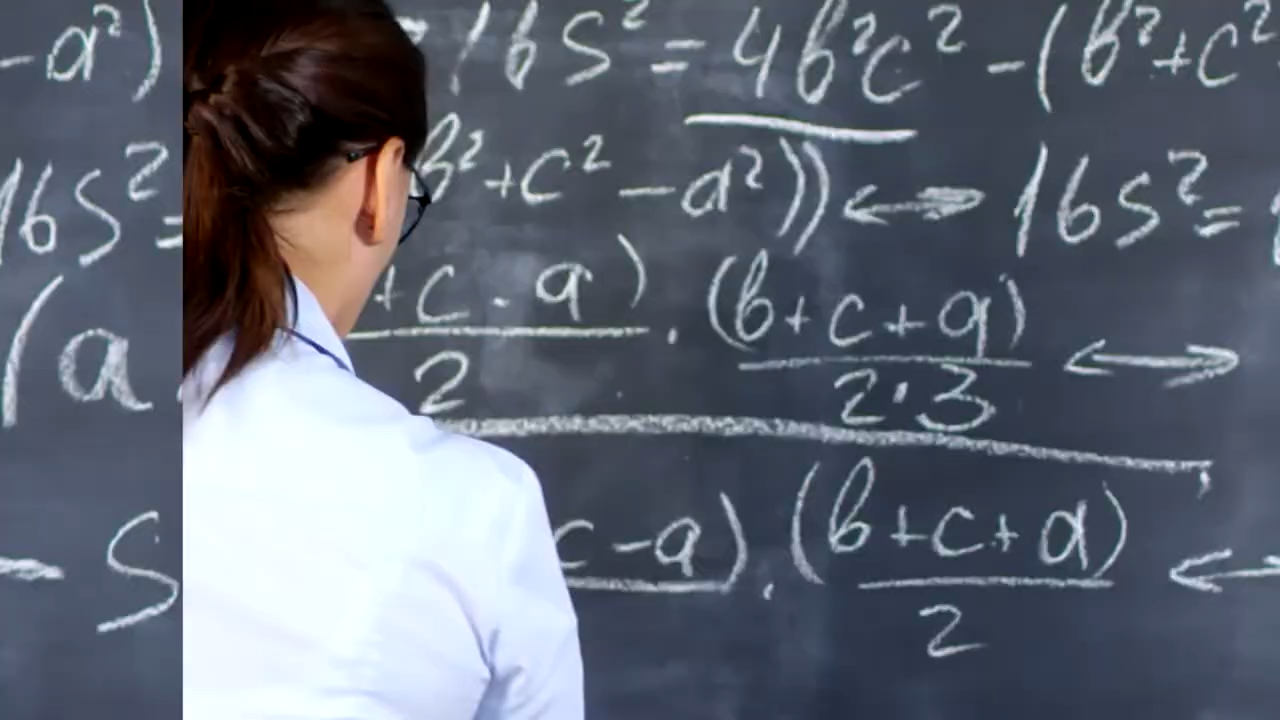 -a²) = 16S² = 4b²c² - (b²+c²
16S² = b²+c² - a²)) ↔ 16S² =
(a +c - a)/2 · (b+c+a)/2·3 ↔
- S c-a) · (b+c+a)/2 ←